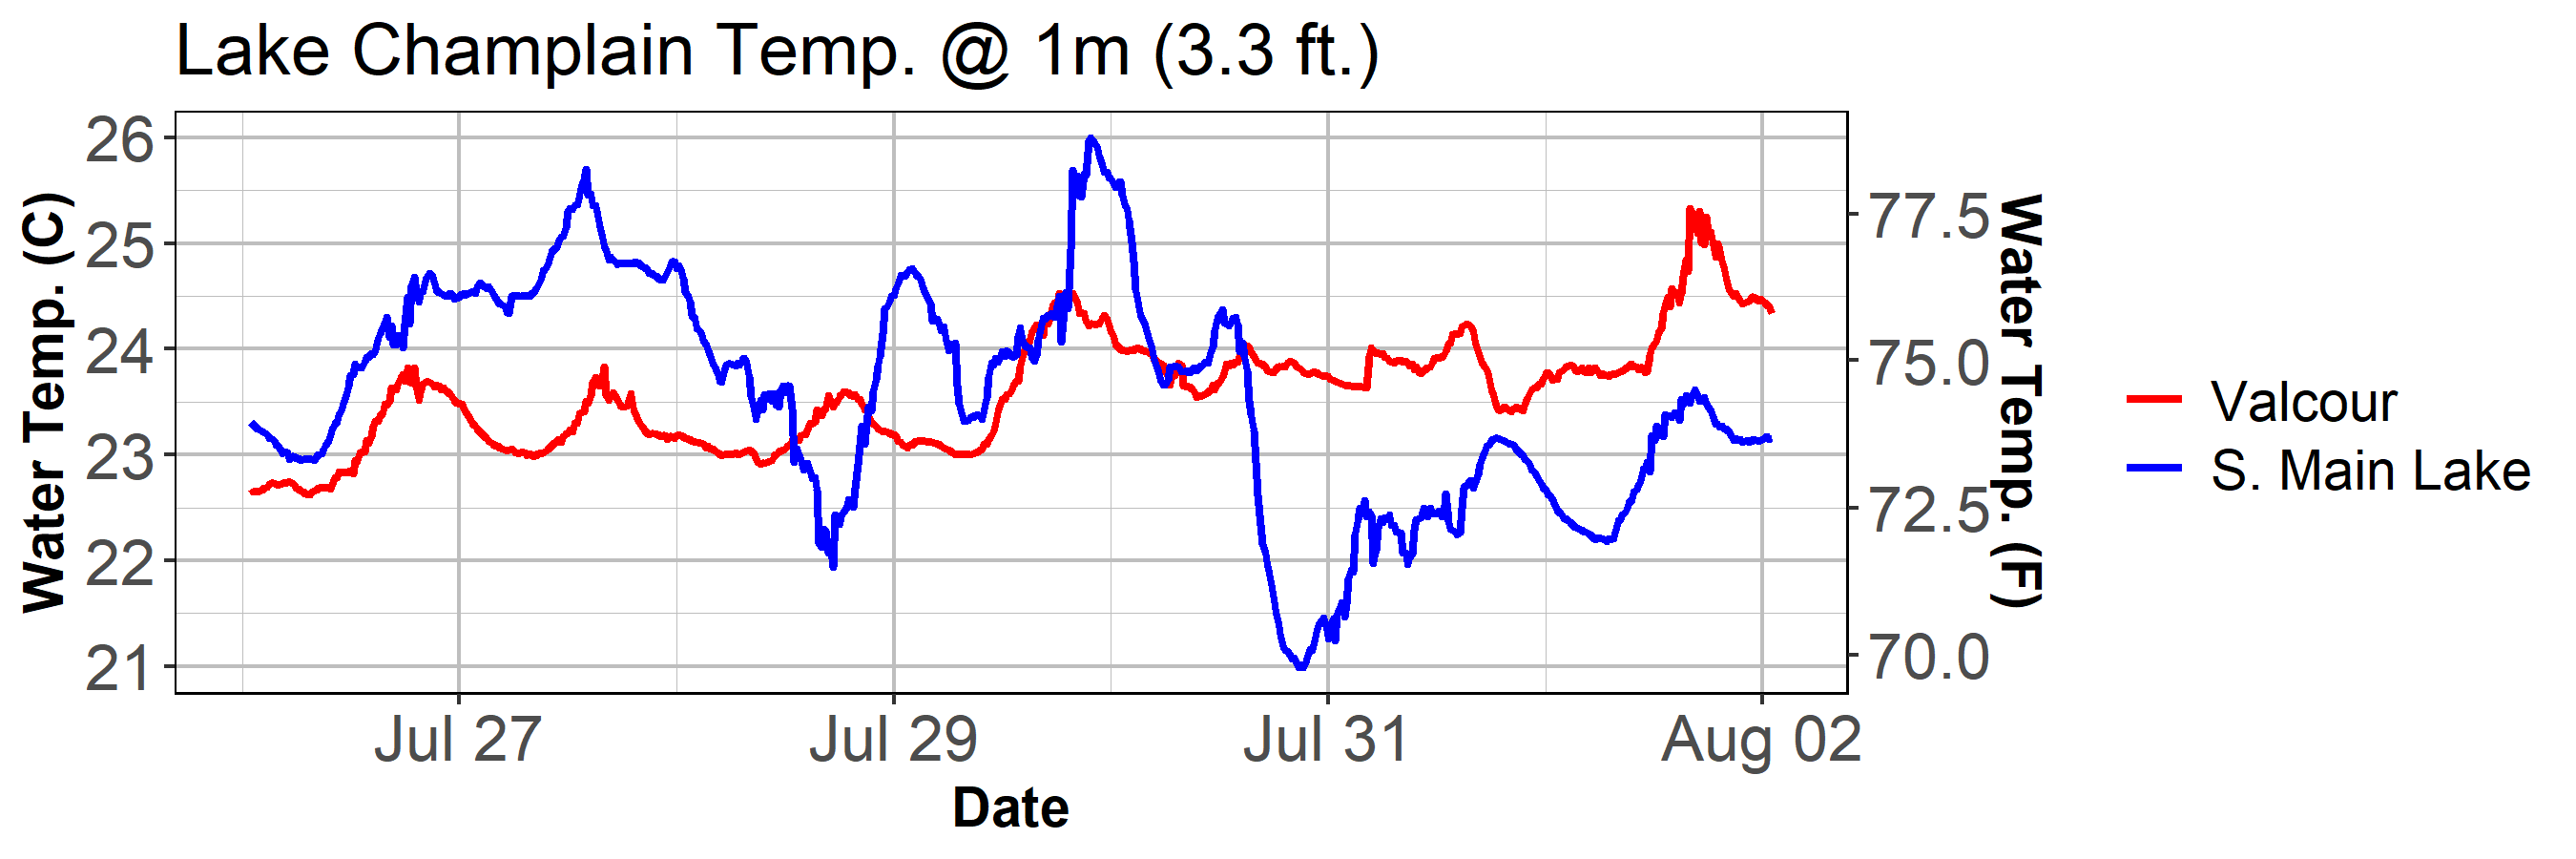 Lake Champlain Temp. @ 1m (3.3 ft.)
Water Temp. (C)
26
25
24
23
22
21
77.5
75.0
72.5
70.0
Water Temp. (F)
Jul 27
Jul 29
Jul 31
Aug 02
Date
Valcour
S. Main Lake